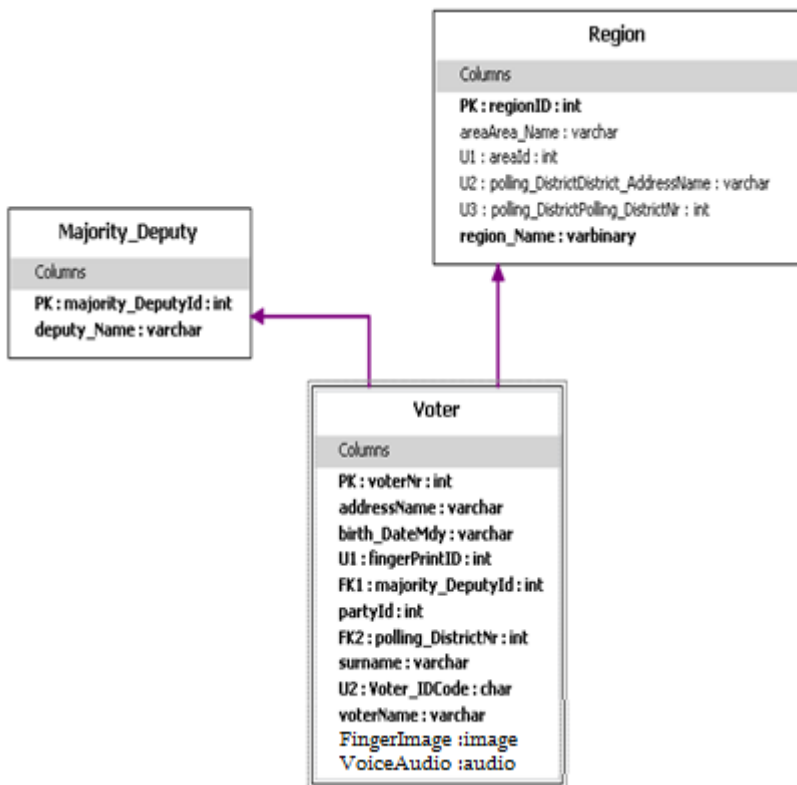 Region
Columns
PK : regionID : int
areaArea_Name : varchar
U1 : areaId : int
U2 : polling_DistrictDistrict_AddressName : varchar
U3 : polling_DistrictPolling_DistrictNr : int
region_Name : varbinary
Majority_Deputy
Columns
PK : majority_DeputyId : int
deputy_Name : varchar
Voter
Columns
PK : voterNr : int
addressName : varchar
birth_DateMdy : varchar
U1 : fingerPrintID : int
FK1 : majority_DeputyId : int
partyId : int
FK2 : polling_DistrictNr : int
surname : varchar
U2 : Voter_IDCode : char
voterName : varchar
FingerImage :image
VoiceAudio :audio